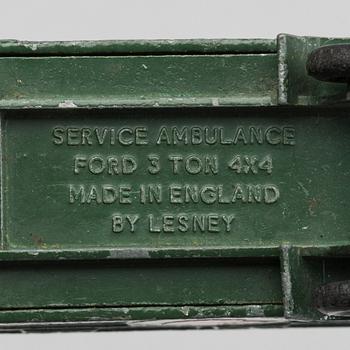 SERVICE AMBULANCE
FORD 3 TON 4X4
MADE IN ENGLAND
BY LESNEY